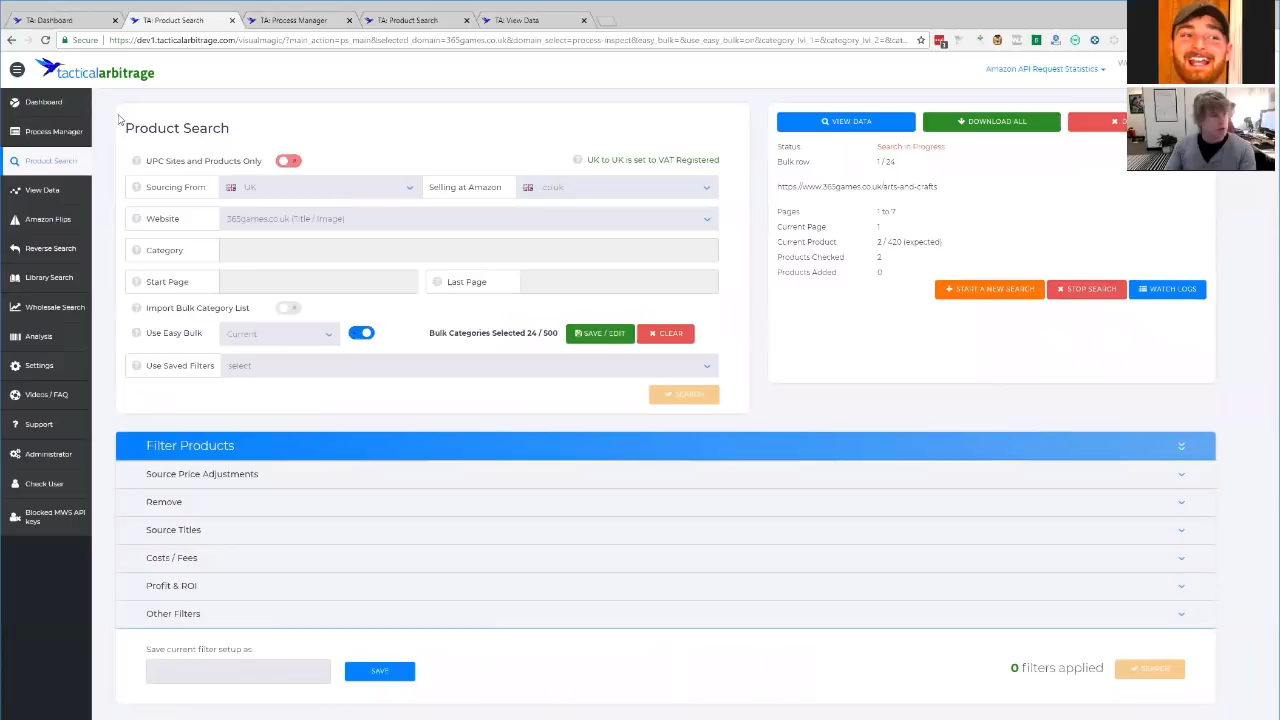 TA: Dashboard
TA: Product Search
TA: Process Manager
TA: Product Search
TA: View Data
Secure
https://dev1.tacticalarbitrage.com/visualmagic/?main_action=ps_main&selected_domain=365games.co.uk&domain_select=process-inspect&easy_bulk=&use_easy_bulk=on&category_lvl_1=&category_lvl_2=&cat
tacticalarbitrage
Amazon API Request Statistics
Dashboard
Process Manager
Product Search
View Data
Amazon Flips
Reverse Search
Library Search
Wholesale Search
Analysis
Settings
Videos / FAQ
Support
Administrator
Check User
Blocked MWS API
keys
Product Search
UPC Sites and Products Only
UK to UK is set to VAT Registered
Sourcing From UK Selling at Amazon .co.uk
Website 365games.co.uk (Title / Image)
Category
Start Page Last Page
Import Bulk Category List
Use Easy Bulk Current Bulk Categories Selected 24 / 500 SAVE / EDIT CLEAR
Use Saved Filters select
SEARCH
VIEW DATA DOWNLOAD ALL
Status Search in Progress
Bulk row 1 / 24
https://www.365games.co.uk/arts-and-crafts
Pages 1 to 7
Current Page 1
Current Product 2 / 420 (expected)
Products Checked 2
Products Added 0
START A NEW SEARCH STOP SEARCH WATCH LOGS
Filter Products
Source Price Adjustments
Remove
Source Titles
Costs / Fees
Profit & ROI
Other Filters
Save current filter setup as:
SAVE
0 filters applied SEARCH